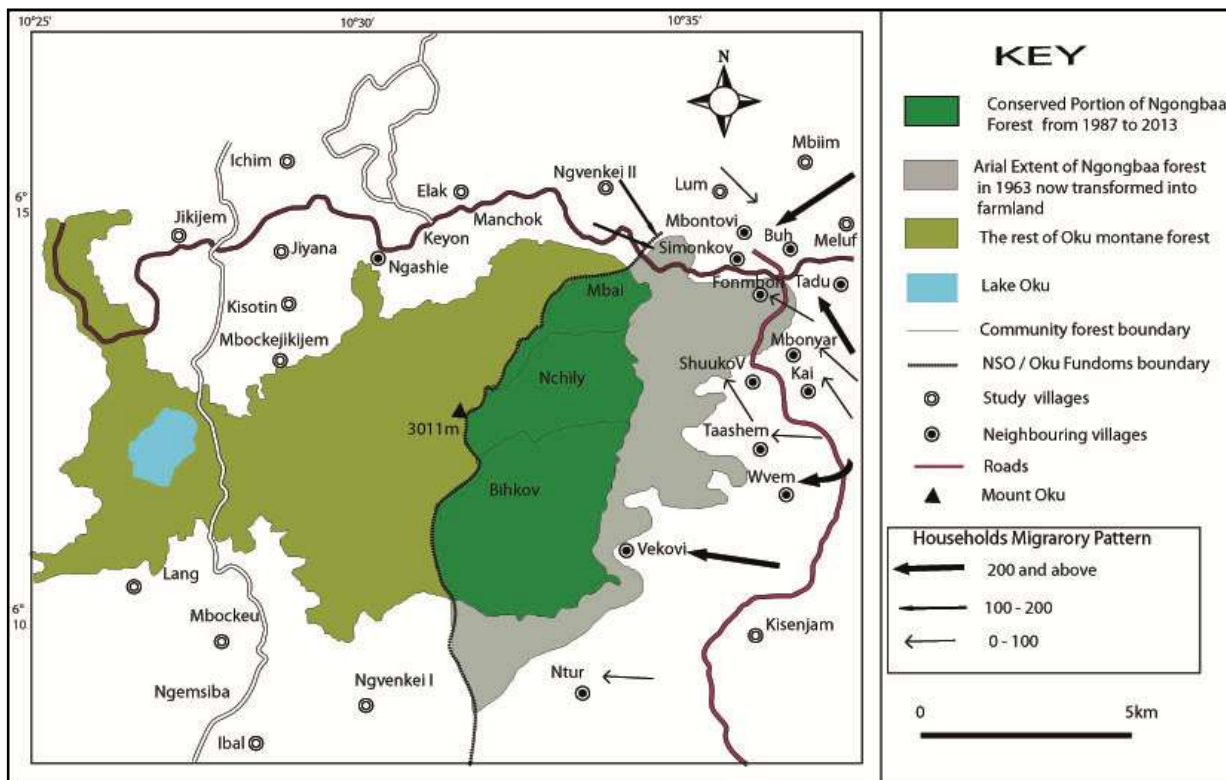 10°25'
10°30'
10°35'
N
Mbiim
Ichim
Elak
Ngvenkei II
Lum
6°
15
Jikijem
Manchok
Mbontovi
Buh
Meluf
Jiyana
Keyon
Simonkov
Ngashie
Fonmboh
Tadu
Mbai
Kisotin
Mbockejikijem
Mbonyar
Nchily
ShuukoV
Kai
3011m
Taashem
Bihkov
Wvem
Vekovi
Lang
6°
10
Mbockeu
Kisenjam
Ngemsiba
Ngvenkei I
Ntur
Ibal
KEY
Conserved Portion of Ngongbaa
Forest from 1987 to 2013
Arial Extent of Ngongbaa forest
in 1963 now transformed into
farmland
The rest of Oku montane forest
Lake Oku
Community forest boundary
NSO / Oku Fundoms boundary
Study villages
Neighbouring villages
Roads
Mount Oku
Households Migrarory Pattern
200 and above
100 - 200
0 - 100
0 5km